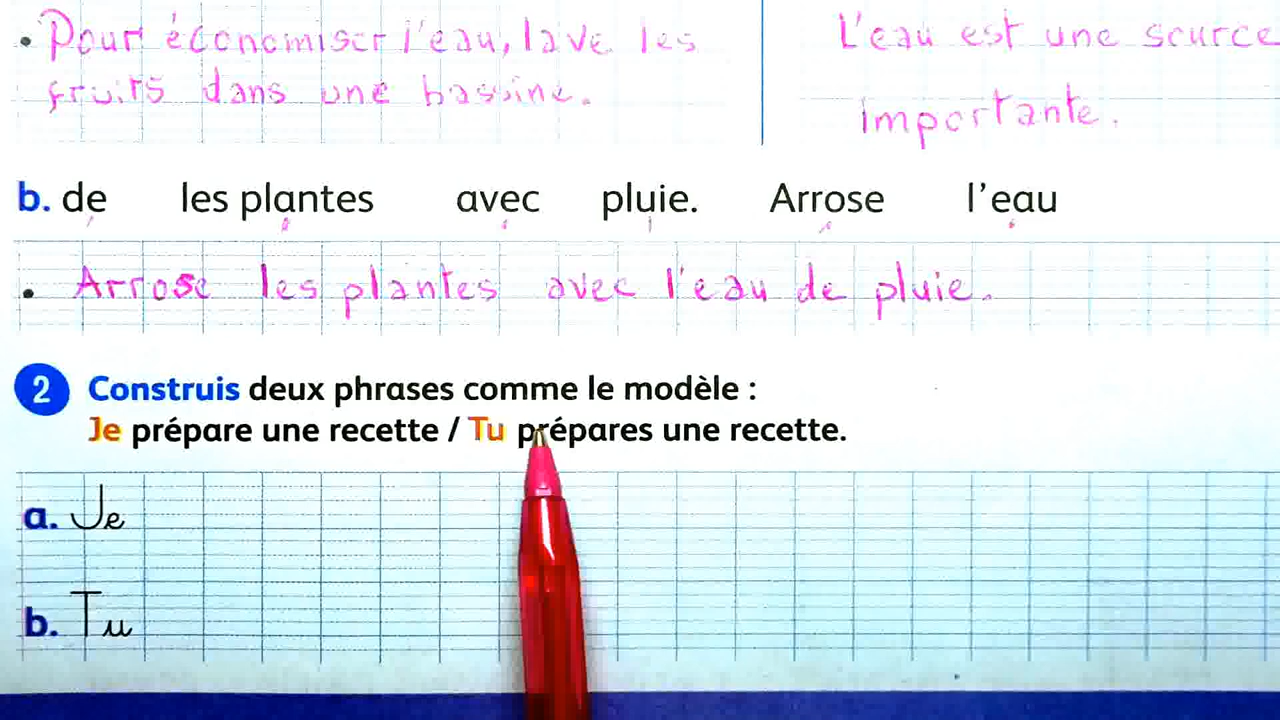 • Pour économiser l'eau, lave les
fruits dans une bassine.
L'eau est une source
importante.
b. de les plantes avec pluie. Arrose l'eau
• Arrose les plantes avec l'eau de pluie.
2 Construis deux phrases comme le modèle :
Je prépare une recette / Tu prépares une recette.
a. Je
b. Tu